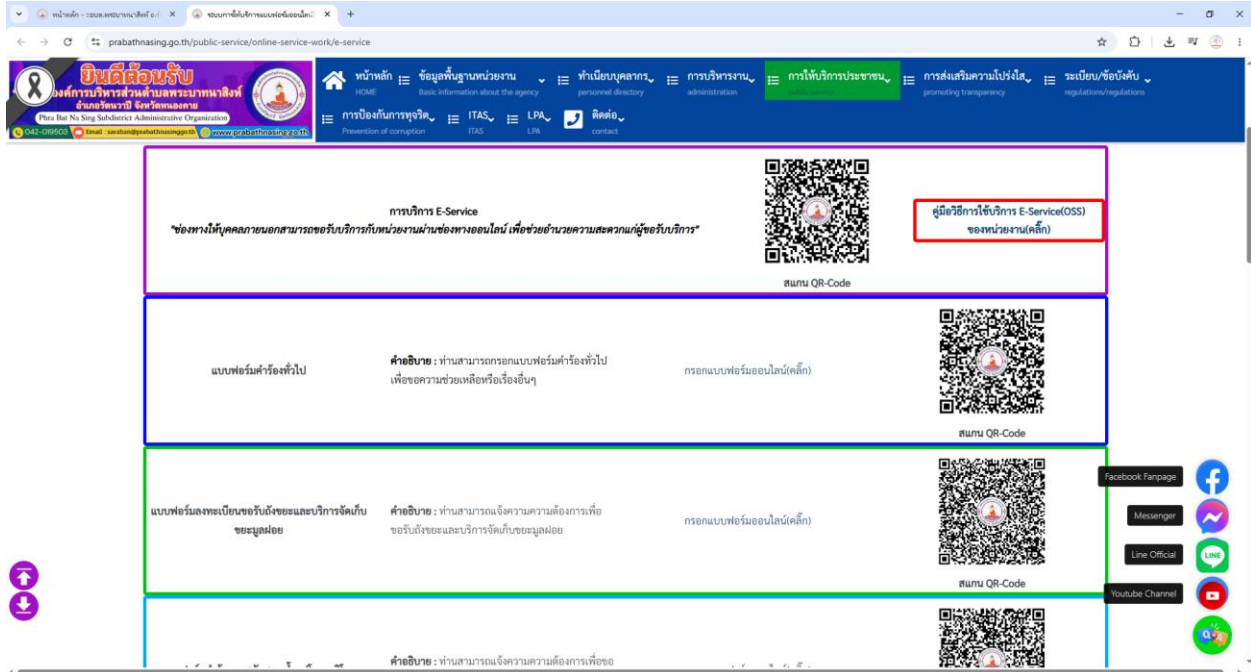 หน้าหลัก - :: อบต.พระบาทนาสิงห์ อ.รั
ระบบการให้บริการแบบฟอร์มออนไลน์
prabathnasing.go.th/public-service/online-service-work/e-service
ยินดีต้อนรับ
องค์การบริหารส่วนตำบลพระบาทนาสิงห์
อำเภอรัตนวาปี จังหวัดหนองคาย
Phra Bat Na Sing Subdistrict Administrative Organization
042-019503
Email : saraban@prabathnasinggo.th
www.prabathnasing.go.th
หน้าหลัก
HOME
ข้อมูลพื้นฐานหน่วยงาน
Basic information about the agency
ทำเนียบบุคลากร
personnel directory
การบริหารงาน
administration
การให้บริการประชาชน
public service
การส่งเสริมความโปร่งใส
promoting transparency
ระเบียบ/ข้อบังคับ
regulations/regulations
การป้องกันการทุจริต
Prevention of corruption
ITAS
ITAS
LPA
LPA
ติดต่อ
contact
การบริการ E-Service
"ช่องทางให้บุคคลภายนอกสามารถขอรับบริการกับหน่วยงานผ่านช่องทางออนไลน์ เพื่อช่วยอำนวยความสะดวกแก่ผู้ขอรับบริการ"
สแกน QR-Code
คู่มือวิธีการใช้บริการ E-Service(OSS)
ของหน่วยงาน(คลิ๊ก)
แบบฟอร์มคำร้องทั่วไป
คำอธิบาย : ท่านสามารถกรอกแบบฟอร์มคำร้องทั่วไป
เพื่อขอความช่วยเหลือหรือเรื่องอื่นๆ
กรอกแบบฟอร์มออนไลน์(คลิ๊ก)
สแกน QR-Code
แบบฟอร์มลงทะเบียนขอรับถังขยะและบริการจัดเก็บ
ขยะมูลฝอย
คำอธิบาย : ท่านสามารถแจ้งความความต้องการเพื่อ
ขอรับถังขยะและบริการจัดเก็บขยะมูลฝอย
กรอกแบบฟอร์มออนไลน์(คลิ๊ก)
สแกน QR-Code
Facebook Fanpage
Messenger
Line Official
LINE
Youtube Channel
Q&A
คำอธิบาย : ท่านสามารถแจ้งความความต้องการเพื่อขอ